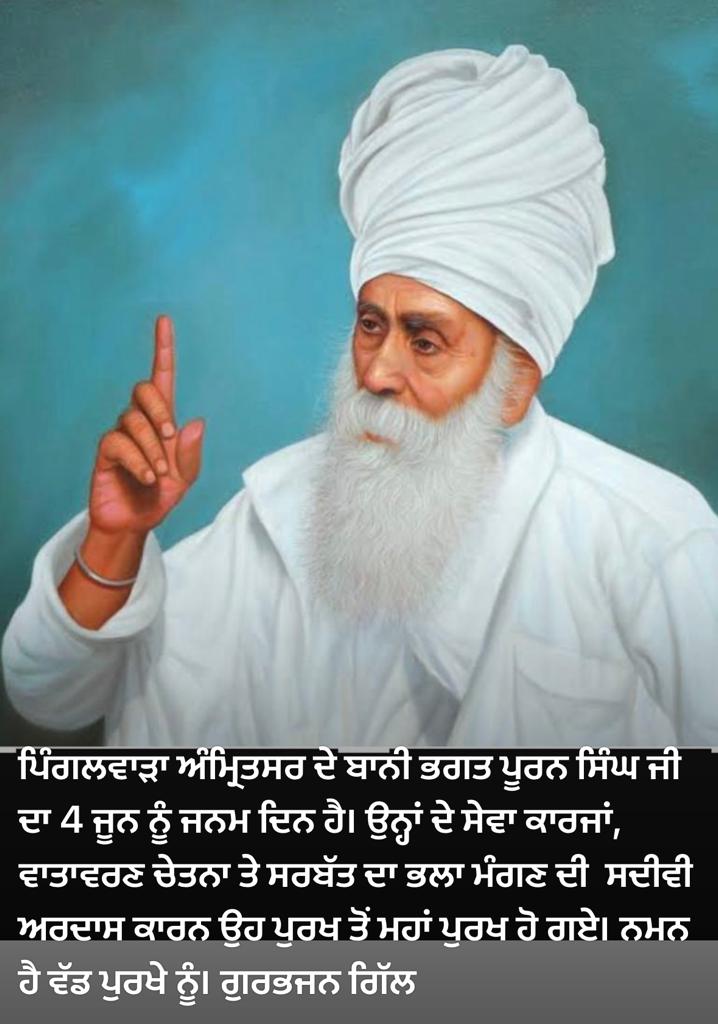 ਪਿੰਗਲਵਾੜਾ ਅੰਮ੍ਰਿਤਸਰ ਦੇ ਬਾਨੀ ਭਗਤ ਪੂਰਨ ਸਿੰਘ ਜੀ
ਦਾ 4 ਜੂਨ ਨੂੰ ਜਨਮ ਦਿਨ ਹੈ। ਉਨ੍ਹਾਂ ਦੇ ਸੇਵਾ ਕਾਰਜਾਂ,
ਵਾਤਾਵਰਣ ਚੇਤਨਾ ਤੇ ਸਰਬੱਤ ਦਾ ਭਲਾ ਮੰਗਣ ਦੀ ਸਦੀਵੀ
ਅਰਦਾਸ ਕਾਰਨ ਉਹ ਪੁਰਖ ਤੋਂ ਮਹਾਂ ਪੁਰਖ ਹੋ ਗਏ। ਨਮਨ
ਹੈ ਵੱਡ ਪੁਰਖੇ ਨੂੰ। ਗੁਰਭਜਨ ਗਿੱਲ